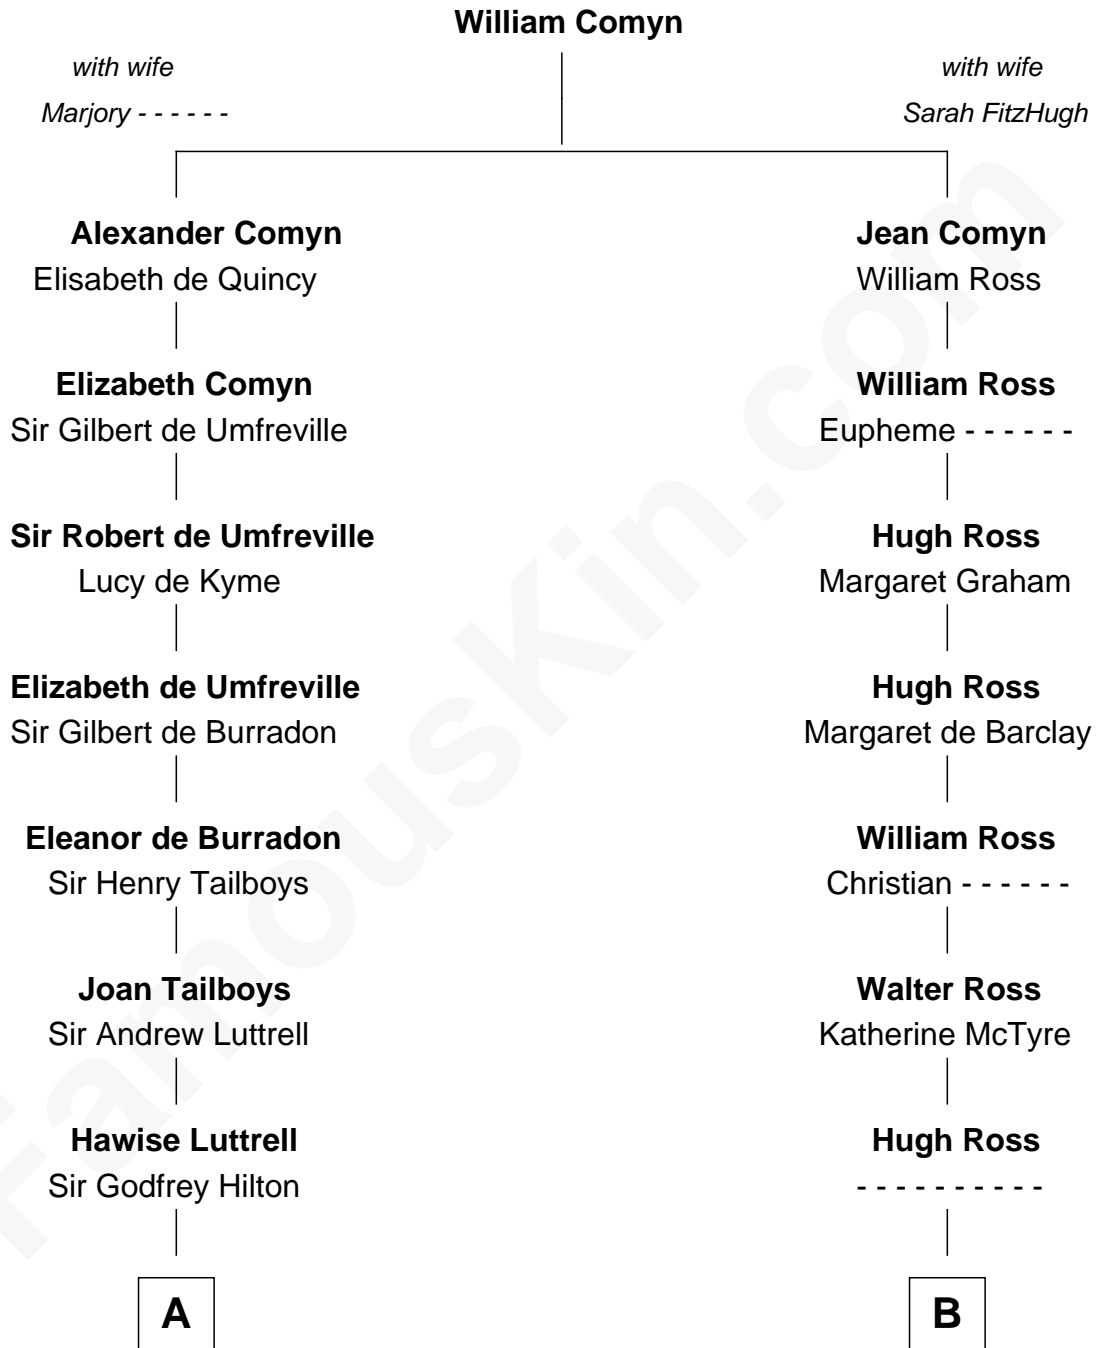 William Comyn
with wife
Marjory - - - - - -
with wife
Sarah FitzHugh
Alexander Comyn
Elisabeth de Quincy
Jean Comyn
William Ross
Elizabeth Comyn
Sir Gilbert de Umfreville
William Ross
Eupheme - - - - - -
Sir Robert de Umfreville
Lucy de Kyme
Hugh Ross
Margaret Graham
Elizabeth de Umfreville
Sir Gilbert de Burradon
Hugh Ross
Margaret de Barclay
Eleanor de Burradon
Sir Henry Tailboys
William Ross
Christian - - - - - -
Joan Tailboys
Sir Andrew Luttrell
Walter Ross
Katherine McTyre
Hawise Luttrell
Sir Godfrey Hilton
Hugh Ross
- - - - - - - - - -
A
B
FamousKin.com